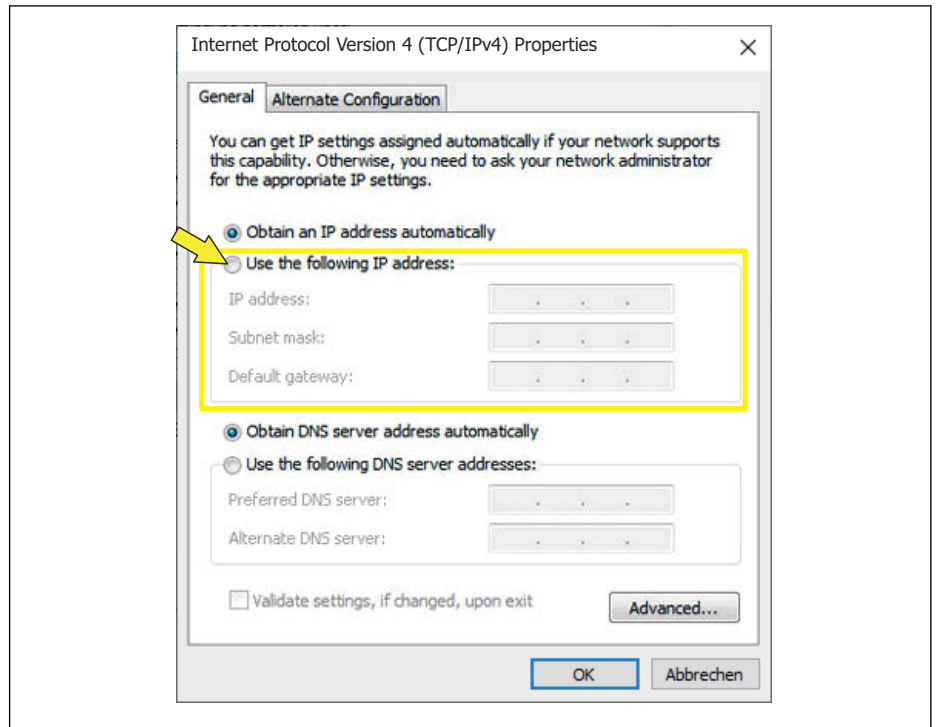 Internet Protocol Version 4 (TCP/IPv4) Properties
General
Alternate Configuration
You can get IP settings assigned automatically if your network supports
this capability. Otherwise, you need to ask your network administrator
for the appropriate IP settings.
Obtain an IP address automatically
Use the following IP address:
IP address:
Subnet mask:
Default gateway:
Obtain DNS server address automatically
Use the following DNS server addresses:
Preferred DNS server:
Alternate DNS server:
Validate settings, if changed, upon exit
Advanced...
OK
Abbrechen